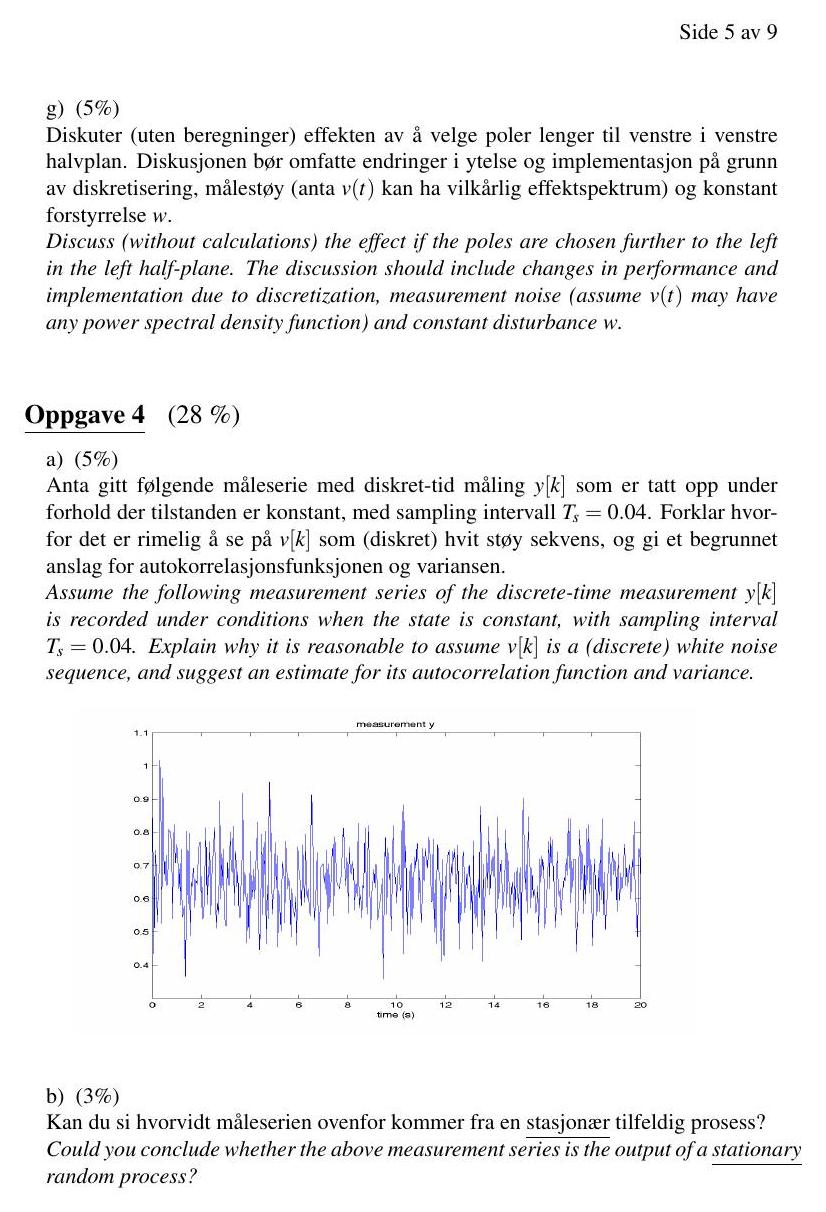 Side 5 av 9
g) (5%)
Diskuter (uten beregninger) effekten av å velge poler lenger til venstre i venstre
halvplan. Diskusjonen bør omfatte endringer i ytelse og implementasjon på grunn
av diskretisering, målestøy (anta v(t) kan ha vilkårlig effektspektrum) og konstant
forstyrrelse w.
Discuss (without calculations) the effect if the poles are chosen further to the left
in the left half-plane. The discussion should include changes in performance and
implementation due to discretization, measurement noise (assume v(t) may have
any power spectral density function) and constant disturbance w.
Oppgave 4 (28 %)
a) (5%)
Anta gitt følgende måleserie med diskret-tid måling y[k] som er tatt opp under
forhold der tilstanden er konstant, med sampling intervall Ts = 0.04. Forklar hvor-
for det er rimelig å se på v[k] som (diskret) hvit støy sekvens, og gi et begrunnet
anslag for autokorrelasjonsfunksjonen og variansen.
Assume the following measurement series of the discrete-time measurement y[k]
is recorded under conditions when the state is constant, with sampling interval
Ts = 0.04. Explain why it is reasonable to assume v[k] is a (discrete) white noise
sequence, and suggest an estimate for its autocorrelation function and variance.
measurement y
1.1
1
0.9
0.8
0.7
0.6
0.5
0.4
0 2 4 6 8 10 12 14 16 18 20
time (s)
b) (3%)
Kan du si hvorvidt måleserien ovenfor kommer fra en stasjonær tilfeldig prosess?
Could you conclude whether the above measurement series is the output of a stationary
random process?